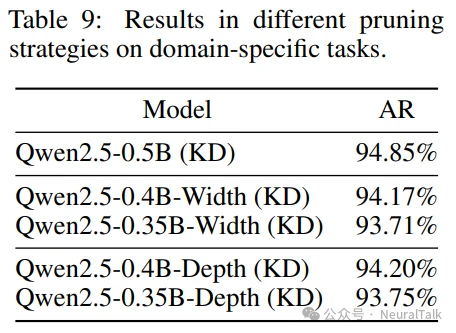 Table 9: Results in different pruning
strategies on domain-specific tasks.
Model AR
Qwen2.5-0.5B (KD) 94.85%
Qwen2.5-0.4B-Width (KD) 94.17%
Qwen2.5-0.35B-Width (KD) 93.71%
Qwen2.5-0.4B-Depth (KD) 94.20%
Qwen2.5-0.35B-Depth (KD) 93.75%
公众号 · NeuralTalk